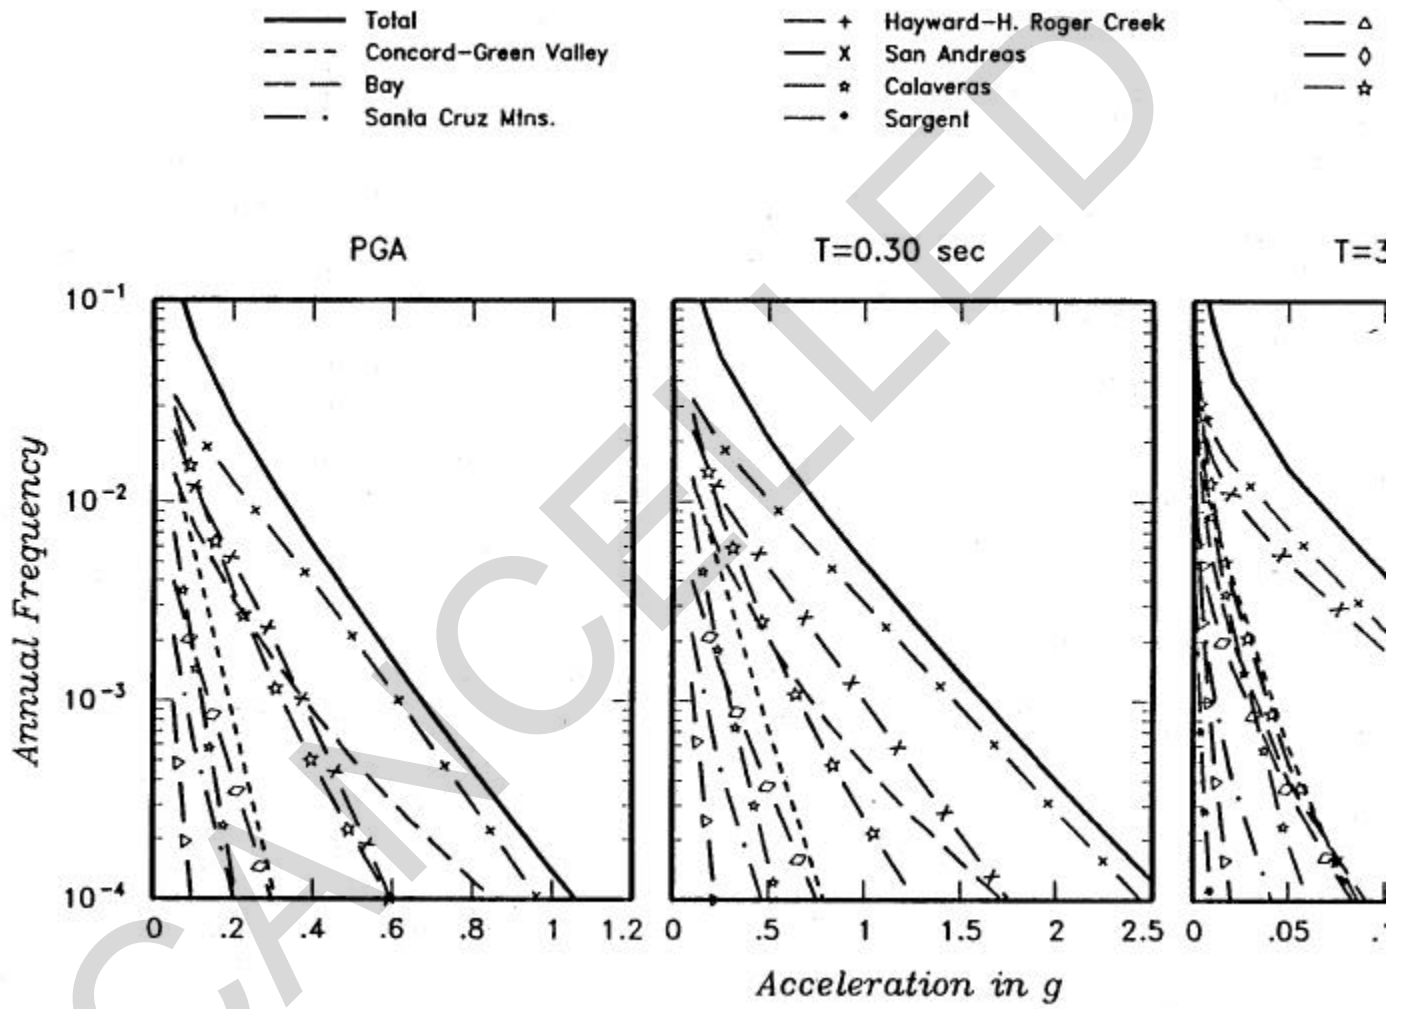 Total
Concord-Green Valley
Bay
Santa Cruz Mtns.
Hayward-H. Roger Creek
San Andreas
Calaveras
Sargent
PGA
T=0.30 sec
T=3
10⁻¹
10⁻²
10⁻³
10⁻⁴
Annual Frequency
0 .2 .4 .6 .8 1 1.2
0 .5 1 1.5 2 2.5
0 .05 .1
Acceleration in g
CANCELLED